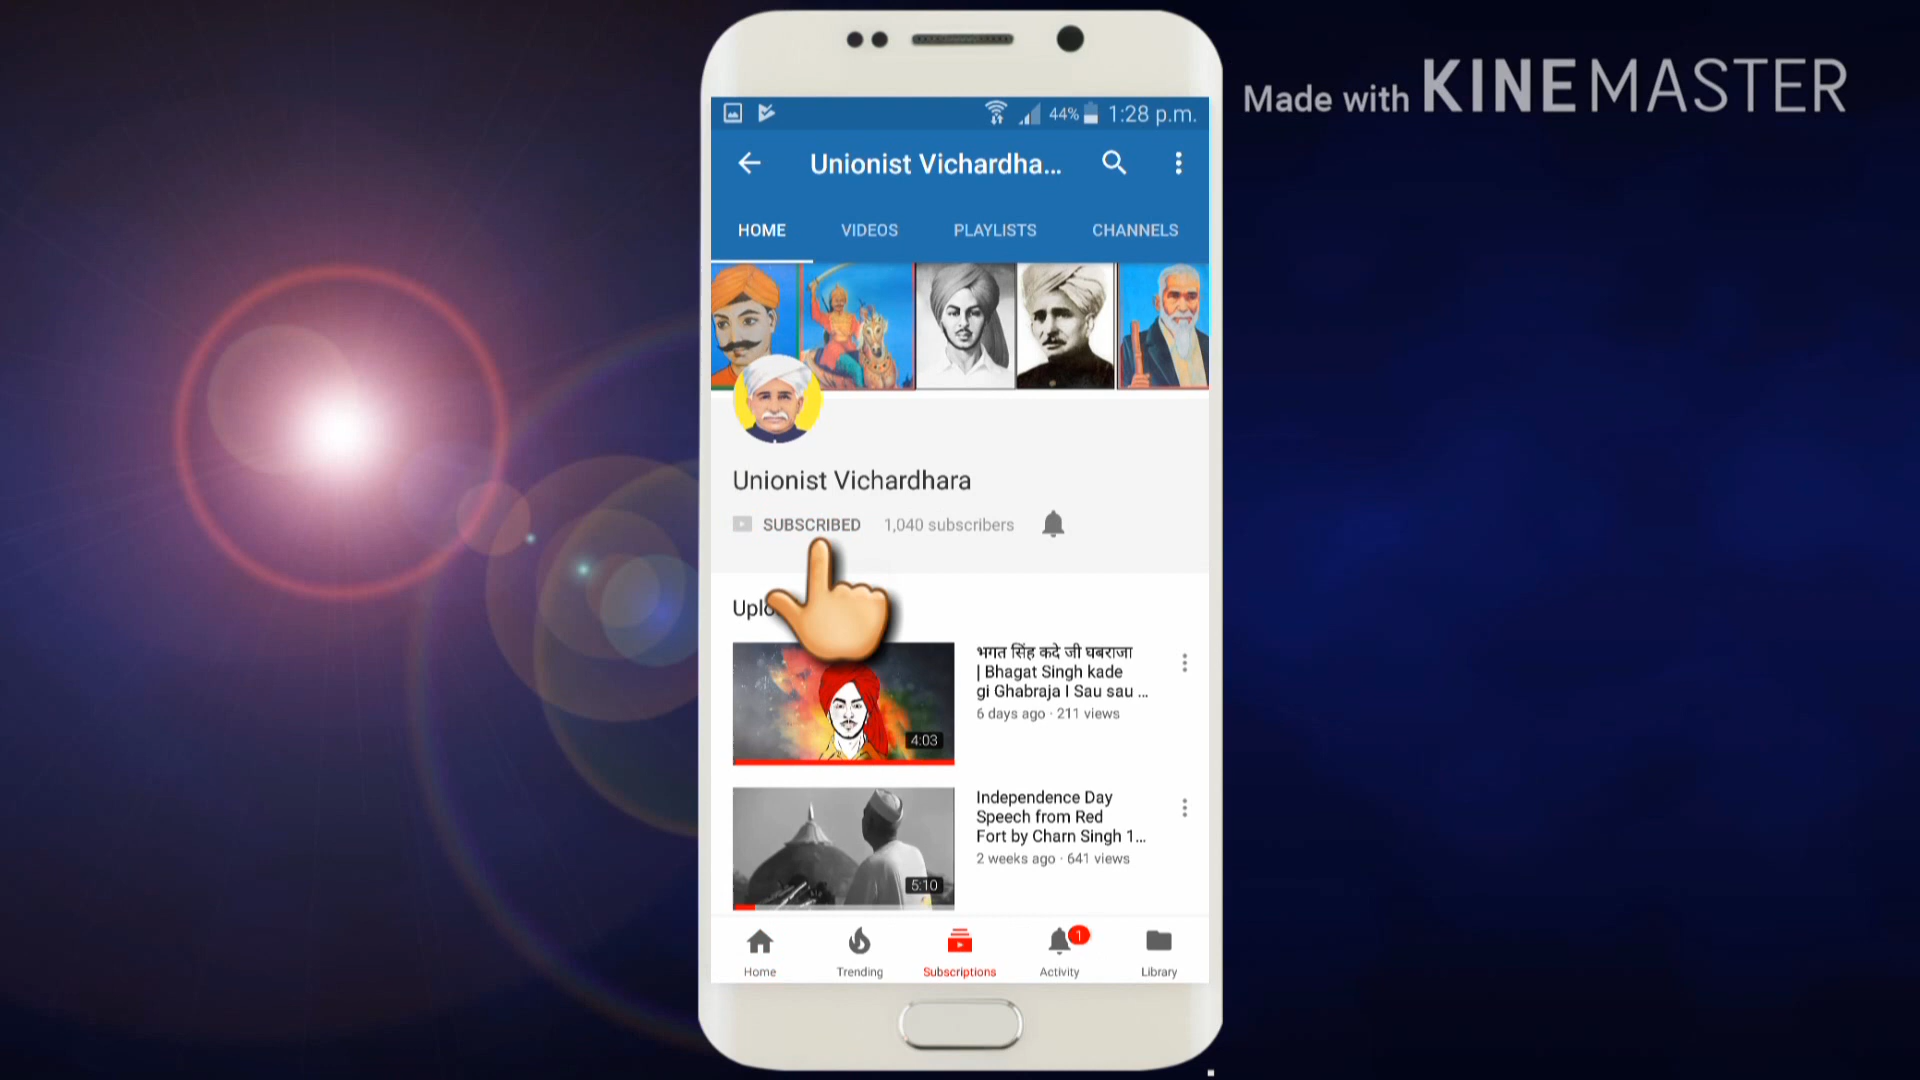 Made with KINEMASTER
44% 1:28 p.m.
Unionist Vichardha...
HOME VIDEOS PLAYLISTS CHANNELS
Unionist Vichardhara
SUBSCRIBED 1,040 subscribers
भगत सिंह कदे जी घबराजा
| Bhagat Singh kade
gi Ghabraja I Sau sau ...
6 days ago · 211 views
4:03
Independence Day
Speech from Red
Fort by Charn Singh 1...
2 weeks ago · 641 views
5:10
1
Home Trending Subscriptions Activity Library